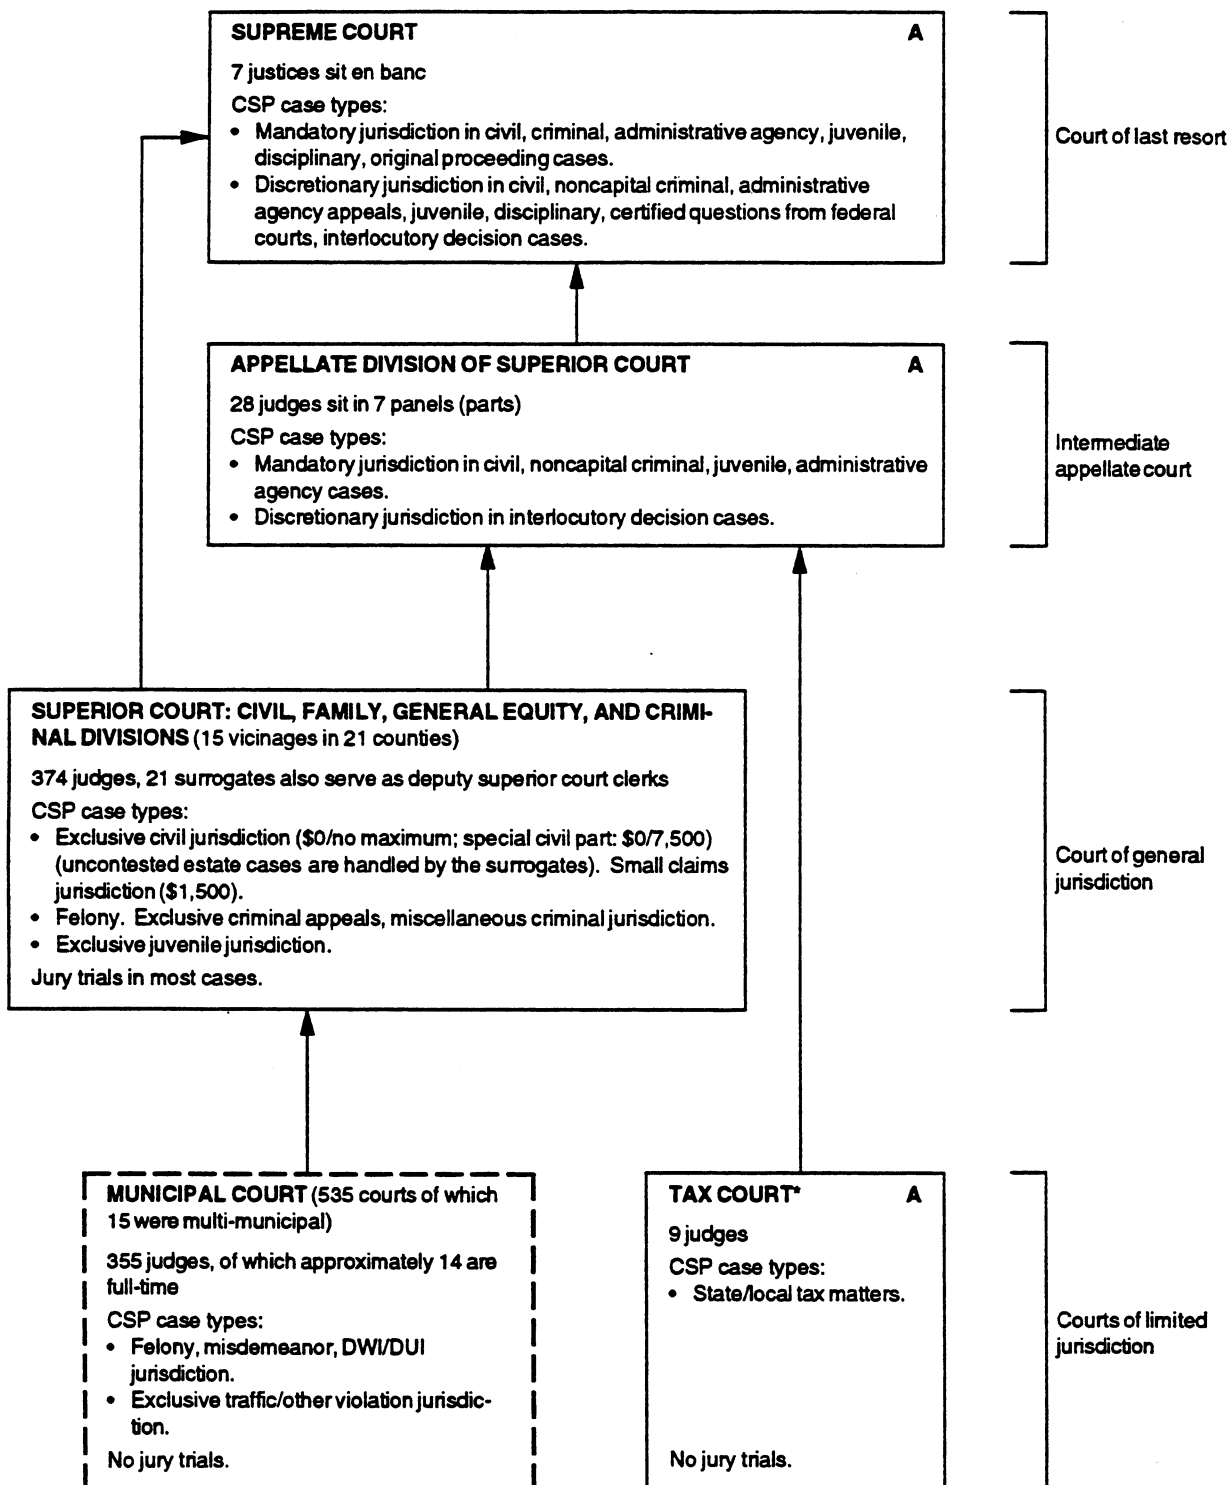 SUPREME COURT A
7 justices sit en banc
CSP case types:
• Mandatory jurisdiction in civil, criminal, administrative agency, juvenile,
disciplinary, original proceeding cases.
• Discretionary jurisdiction in civil, noncapital criminal, administrative
agency appeals, juvenile, disciplinary, certified questions from federal
courts, interlocutory decision cases.
Court of last resort
APPELLATE DIVISION OF SUPERIOR COURT A
28 judges sit in 7 panels (parts)
CSP case types:
• Mandatory jurisdiction in civil, noncapital criminal, juvenile, administrative
agency cases.
• Discretionary jurisdiction in interlocutory decision cases.
Intermediate
appellate court
SUPERIOR COURT: CIVIL, FAMILY, GENERAL EQUITY, AND CRIMI-
NAL DIVISIONS (15 vicinages in 21 counties)
374 judges, 21 surrogates also serve as deputy superior court clerks
CSP case types:
• Exclusive civil jurisdiction ($0/no maximum; special civil part: $0/7,500)
(uncontested estate cases are handled by the surrogates). Small claims
jurisdiction ($1,500).
• Felony. Exclusive criminal appeals, miscellaneous criminal jurisdiction.
• Exclusive juvenile jurisdiction.
Jury trials in most cases.
Court of general
jurisdiction
MUNICIPAL COURT (535 courts of which
15 were multi-municipal)
355 judges, of which approximately 14 are
full-time
CSP case types:
• Felony, misdemeanor, DWI/DUI
jurisdiction.
• Exclusive traffic/other violation jurisdic-
tion.
No jury trials.
TAX COURT* A
9 judges
CSP case types:
• State/local tax matters.
No jury trials.
Courts of limited
jurisdiction